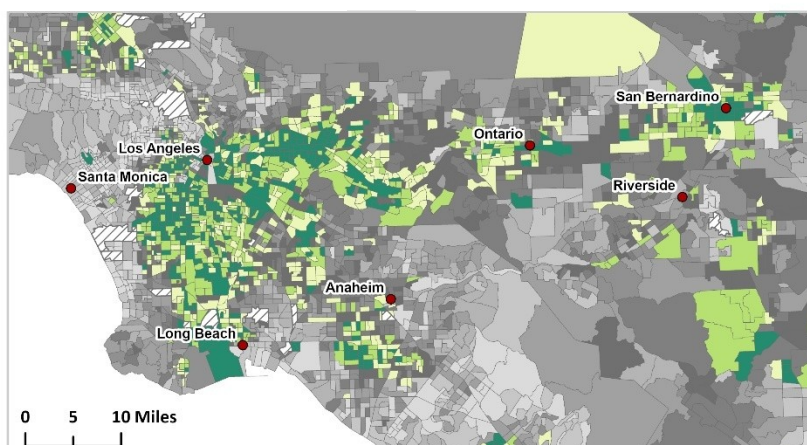 San Bernardino
Los Angeles
Ontario
Santa Monica
Riverside
Anaheim
Long Beach
0 5 10 Miles